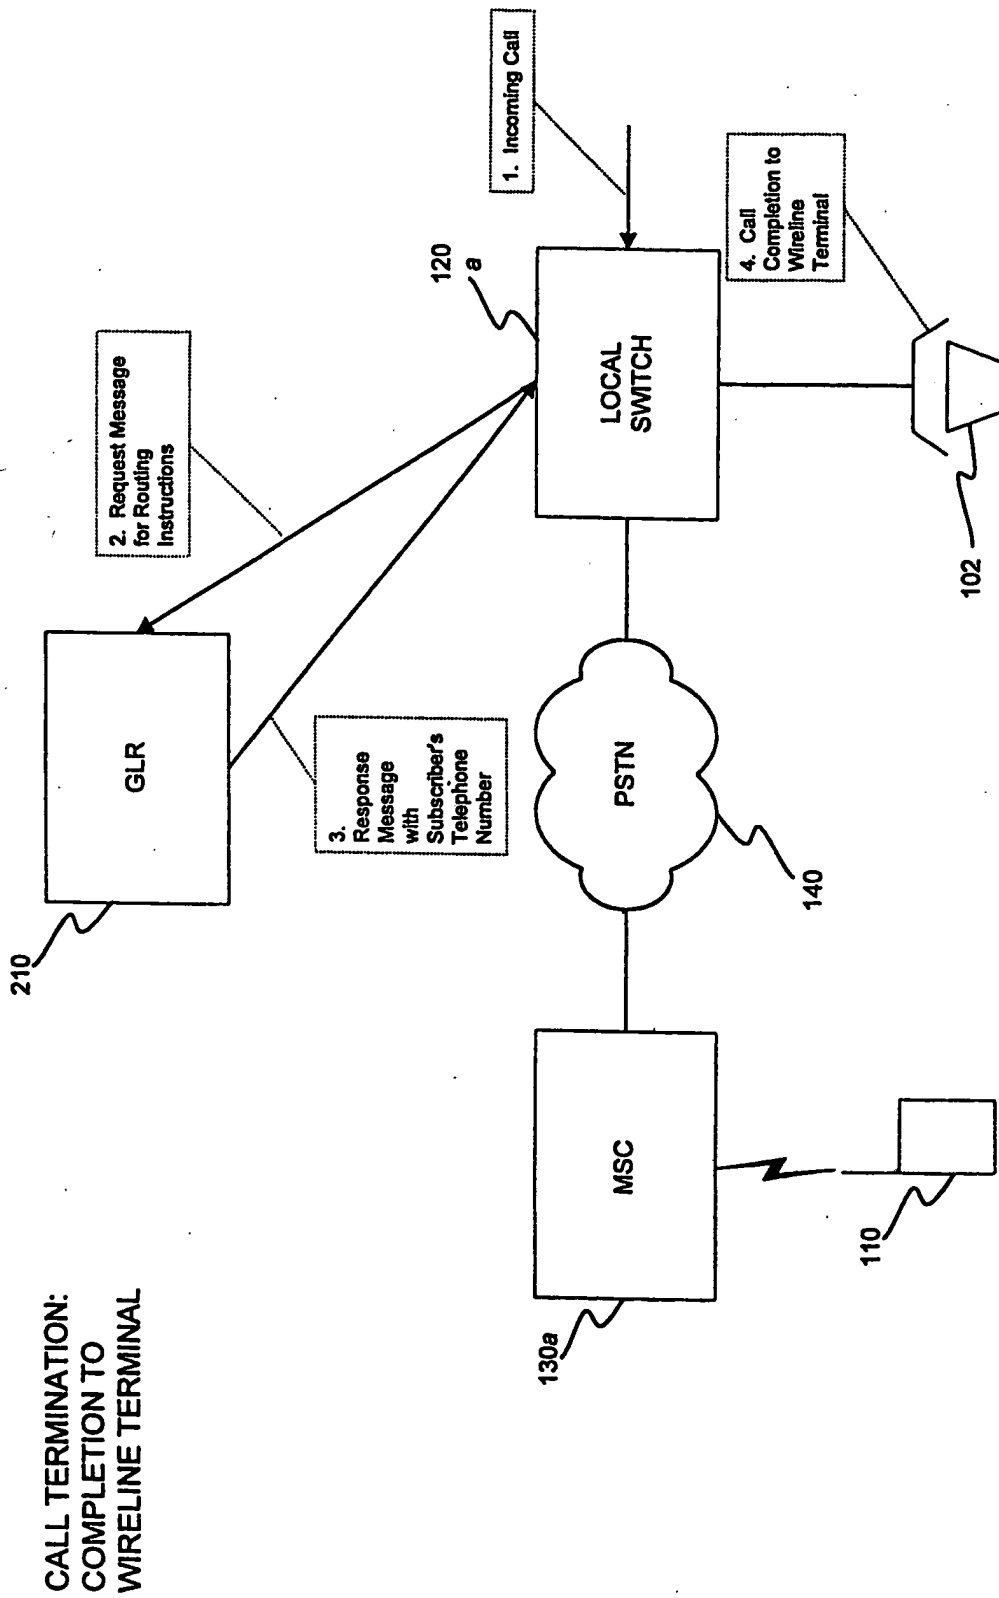 CALL TERMINATION:
COMPLETION TO
WIRELINE TERMINAL
210
GLR
2. Request Message
for Routing
Instructions
3.
Response
Message
with
Subscriber's
Telephone
Number
120
a
1. Incoming Call
130a
MSC
PSTN
LOCAL
SWITCH
140
4. Call
Completion to
Wireline
Terminal
110
102